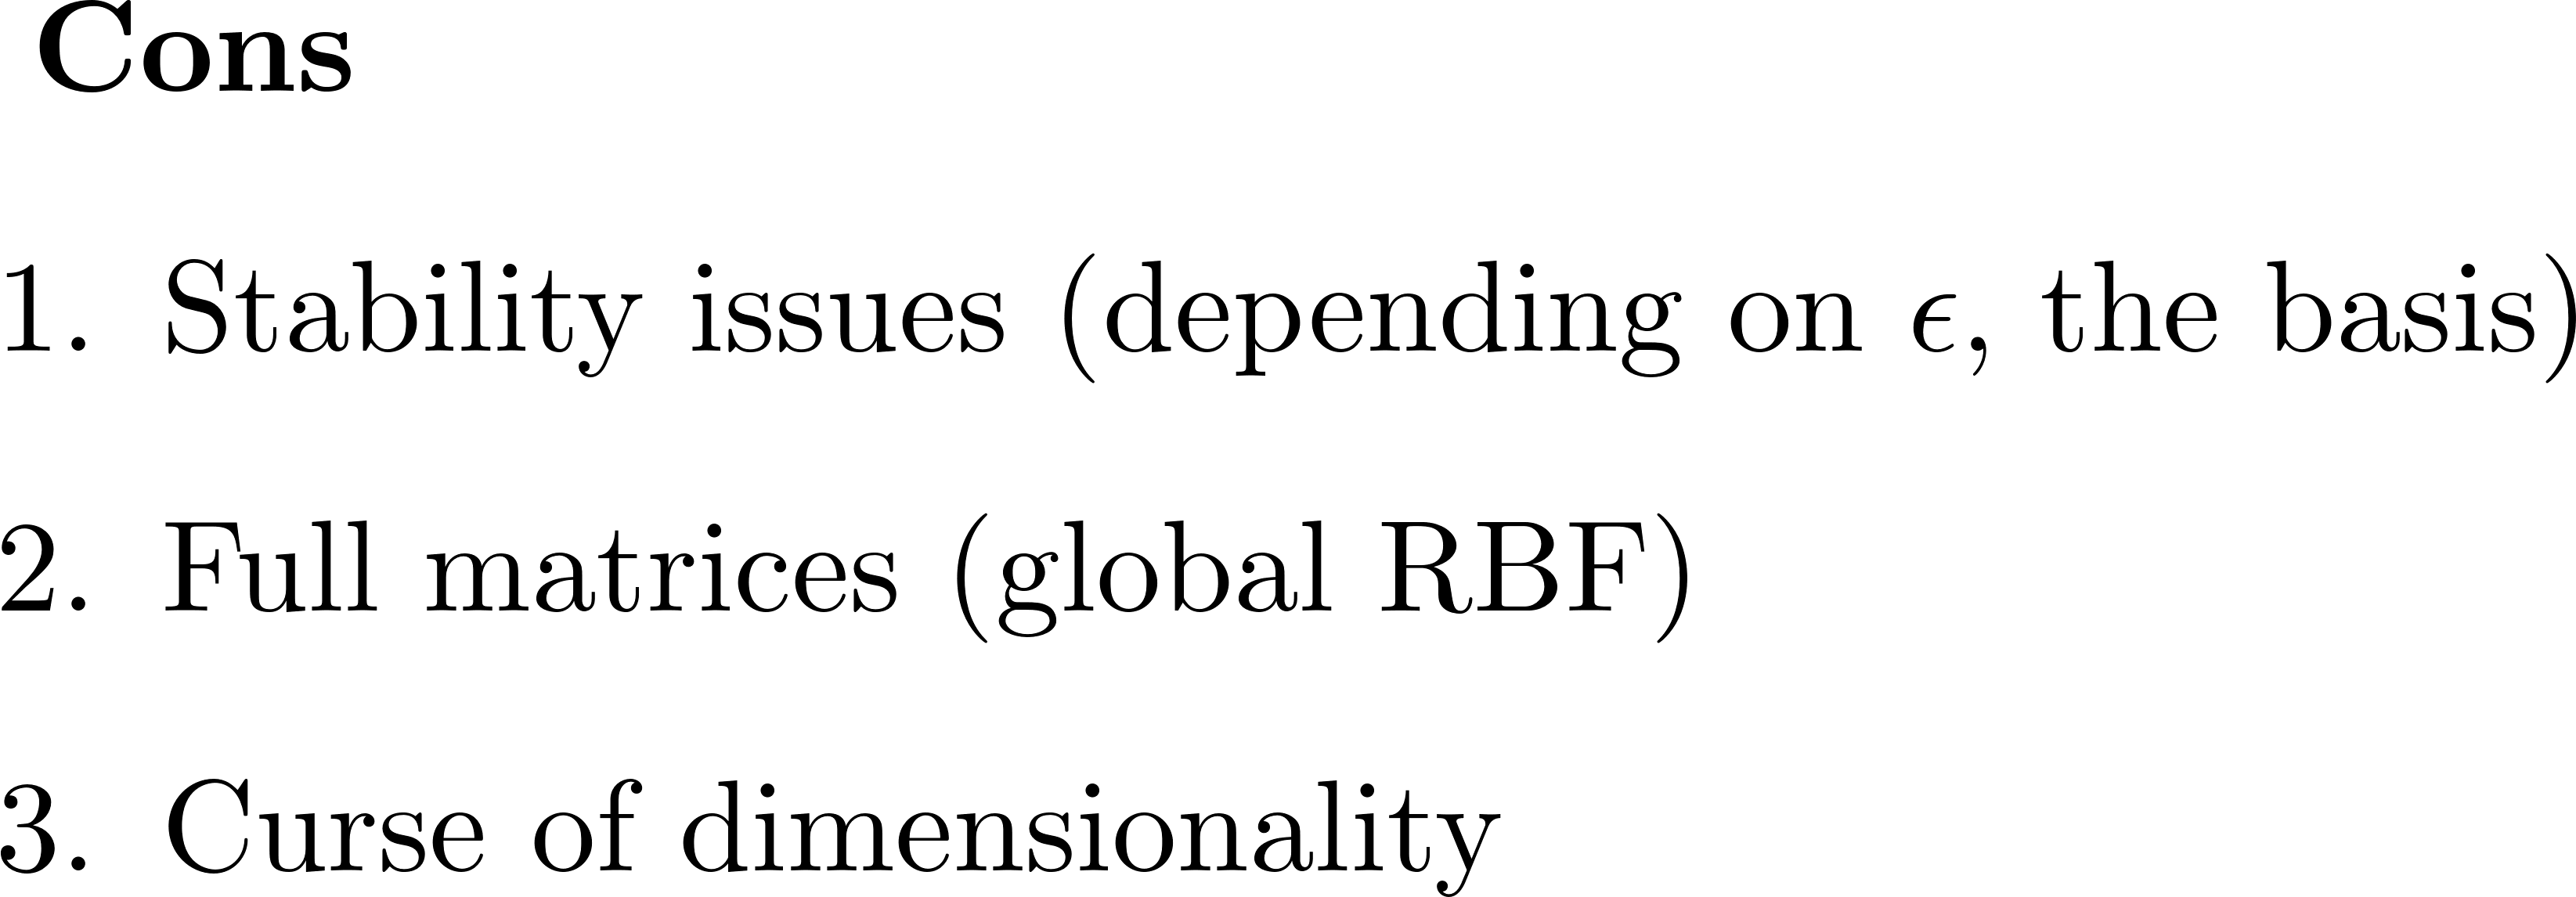 Cons
1. Stability issues (depending on ϵ, the basis)
2. Full matrices (global RBF)
3. Curse of dimensionality